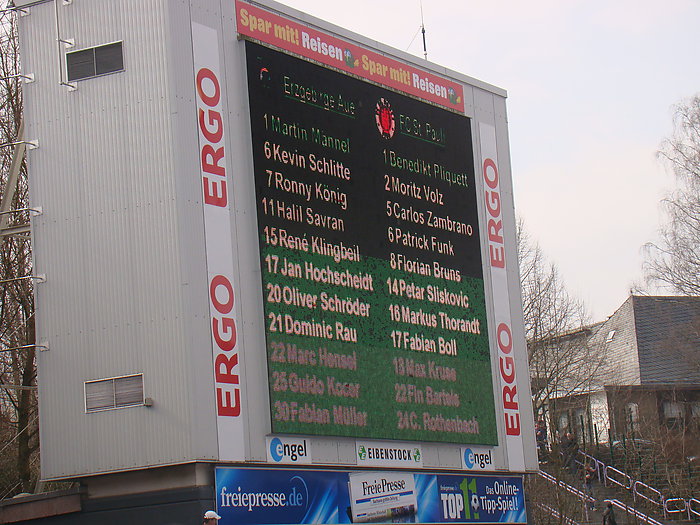 Spar mit! Reisen Spar mit! Reisen
Erzgebirge Aue
1 Martin Männel
6 Kevin Schlitte
7 Ronny König
11 Halil Savran
15 René Klingbeil
17 Jan Hochscheidt
20 Oliver Schröder
21 Dominic Rau
22 Marc Hensel
25 Guido Kocer
30 Fabian Müller
FC St. Pauli
1 Benedikt Pliquett
2 Moritz Volz
5 Carlos Zambrano
6 Patrick Funk
8 Florian Bruns
14 Petar Sliskovic
16 Markus Thorandt
17 Fabian Boll
18 Max Kruse
22 Fin Bartels
24 C. Rothenbach
ERGO
ERGO
ERGO
ERGO
engel
EIBENSTOCK
engel
freiepresse.de
FreiePresse
freiepresse.de
TOP 11
Das Online-
Tipp-Spiel!